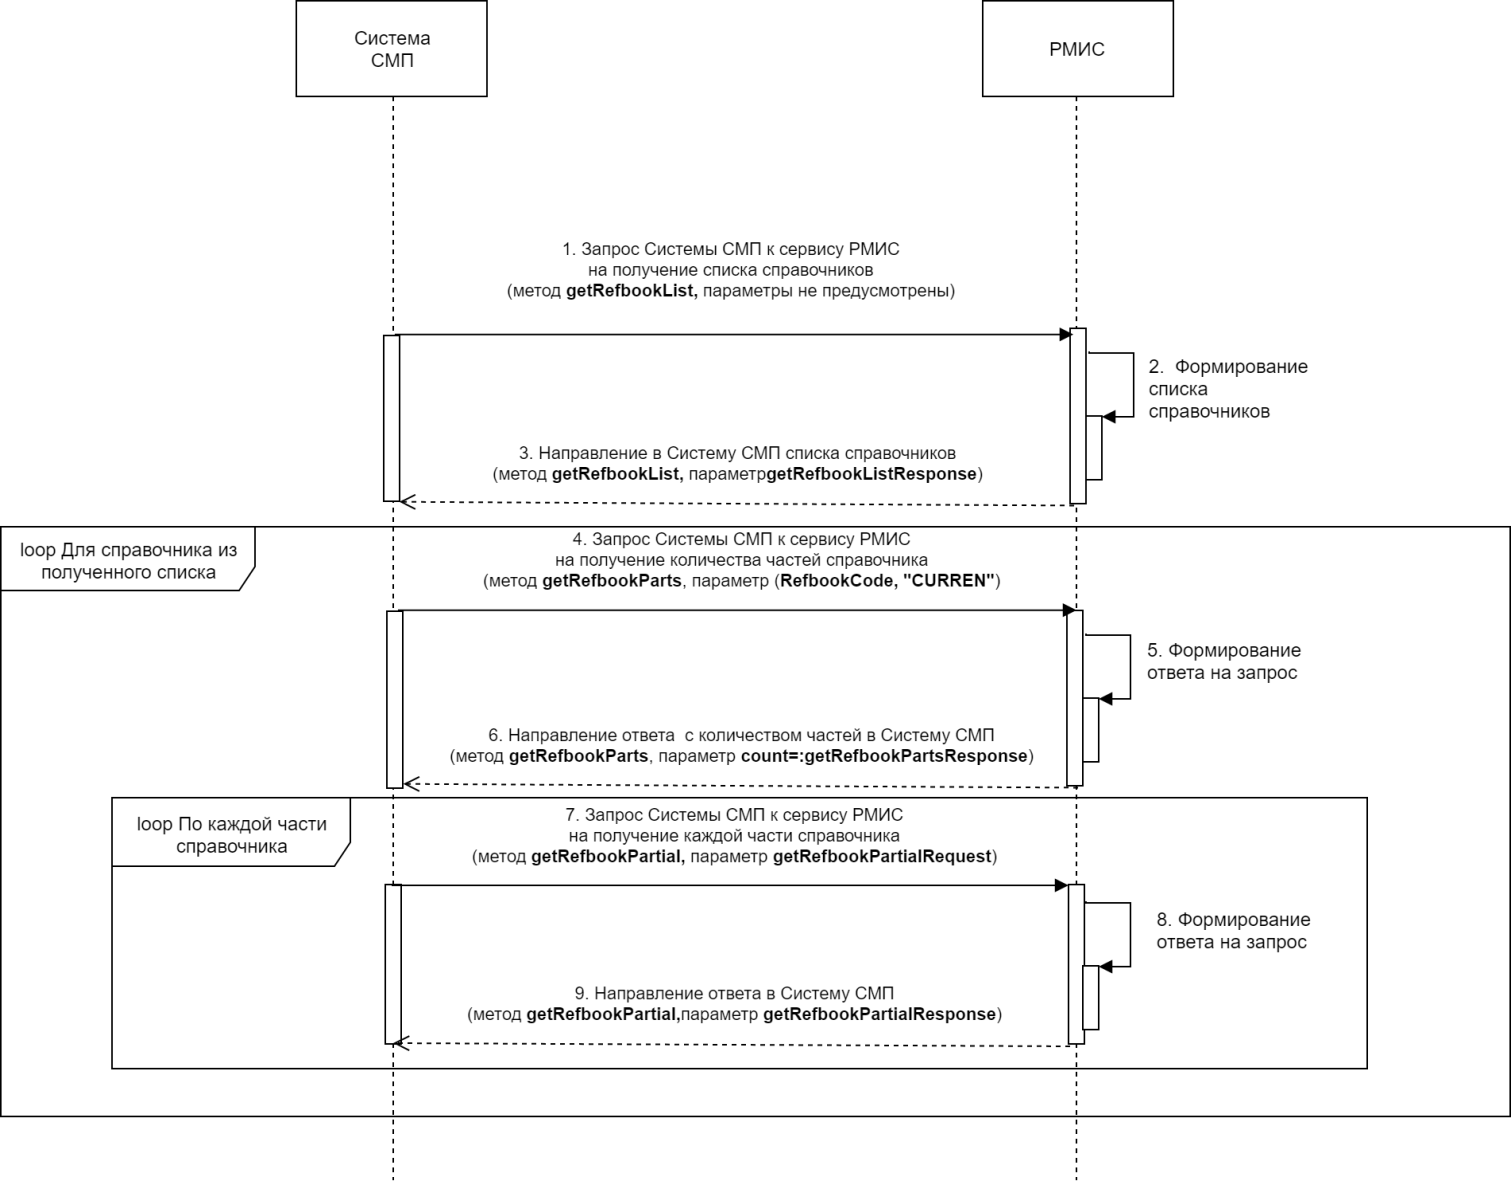 Система
СМП
РМИС
1. Запрос Системы СМП к сервису РМИС
на получение списка справочников
(метод getRefbookList, параметры не предусмотрены)
2. Формирование
списка
справочников
3. Направление в Систему СМП списка справочников
(метод getRefbookList, параметрgetRefbookListResponse)
loop Для справочника из
полученного списка
4. Запрос Системы СМП к сервису РМИС
на получение количества частей справочника
(метод getRefbookParts, параметр (RefbookCode, "CURREN")
5. Формирование
ответа на запрос
6. Направление ответа с количеством частей в Систему СМП
(метод getRefbookParts, параметр count=:getRefbookPartsResponse)
loop По каждой части
справочника
7. Запрос Системы СМП к сервису РМИС
на получение каждой части справочника
(метод getRefbookPartial, параметр getRefbookPartialRequest)
8. Формирование
ответа на запрос
9. Направление ответа в Систему СМП
(метод getRefbookPartial,параметр getRefbookPartialResponse)